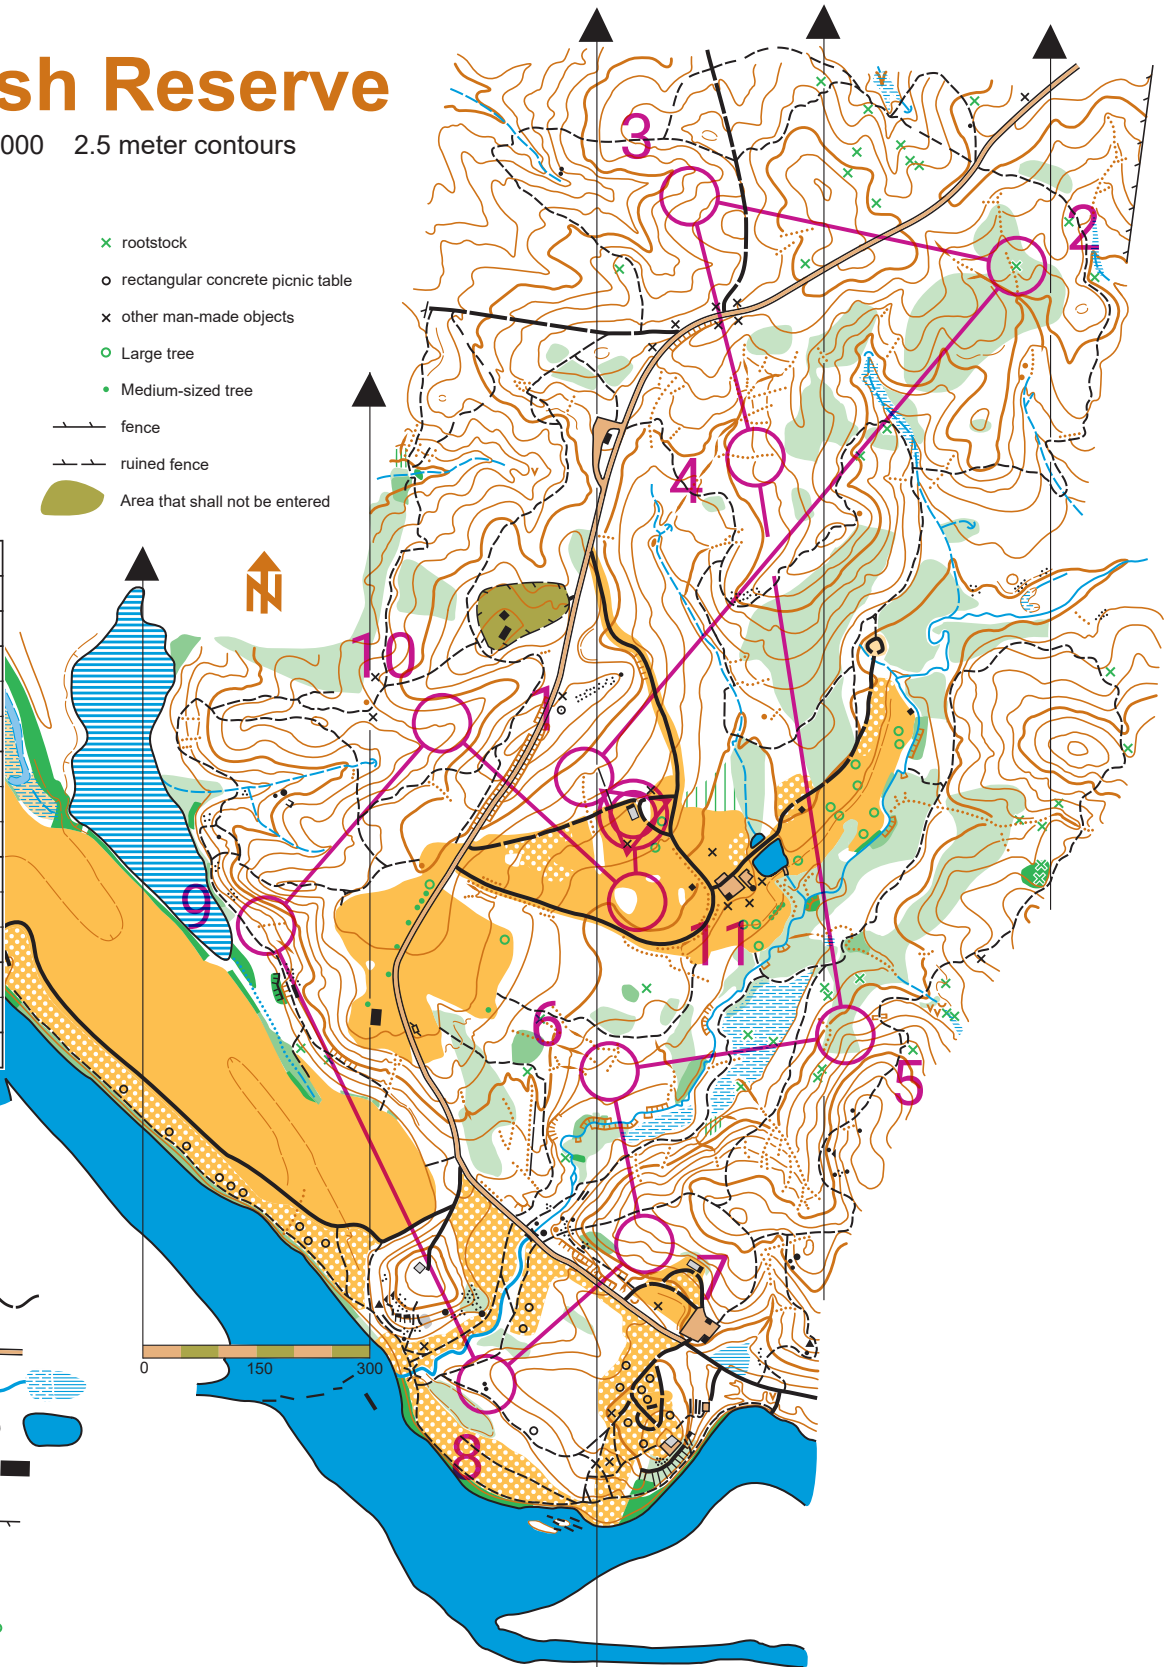 sh Reserve
000 2.5 meter contours
rootstock
rectangular concrete picnic table
other man-made objects
Large tree
Medium-sized tree
fence
ruined fence
Area that shall not be entered
N
3
2
4
10
1
9
11
6
5
7
8
0 150 300